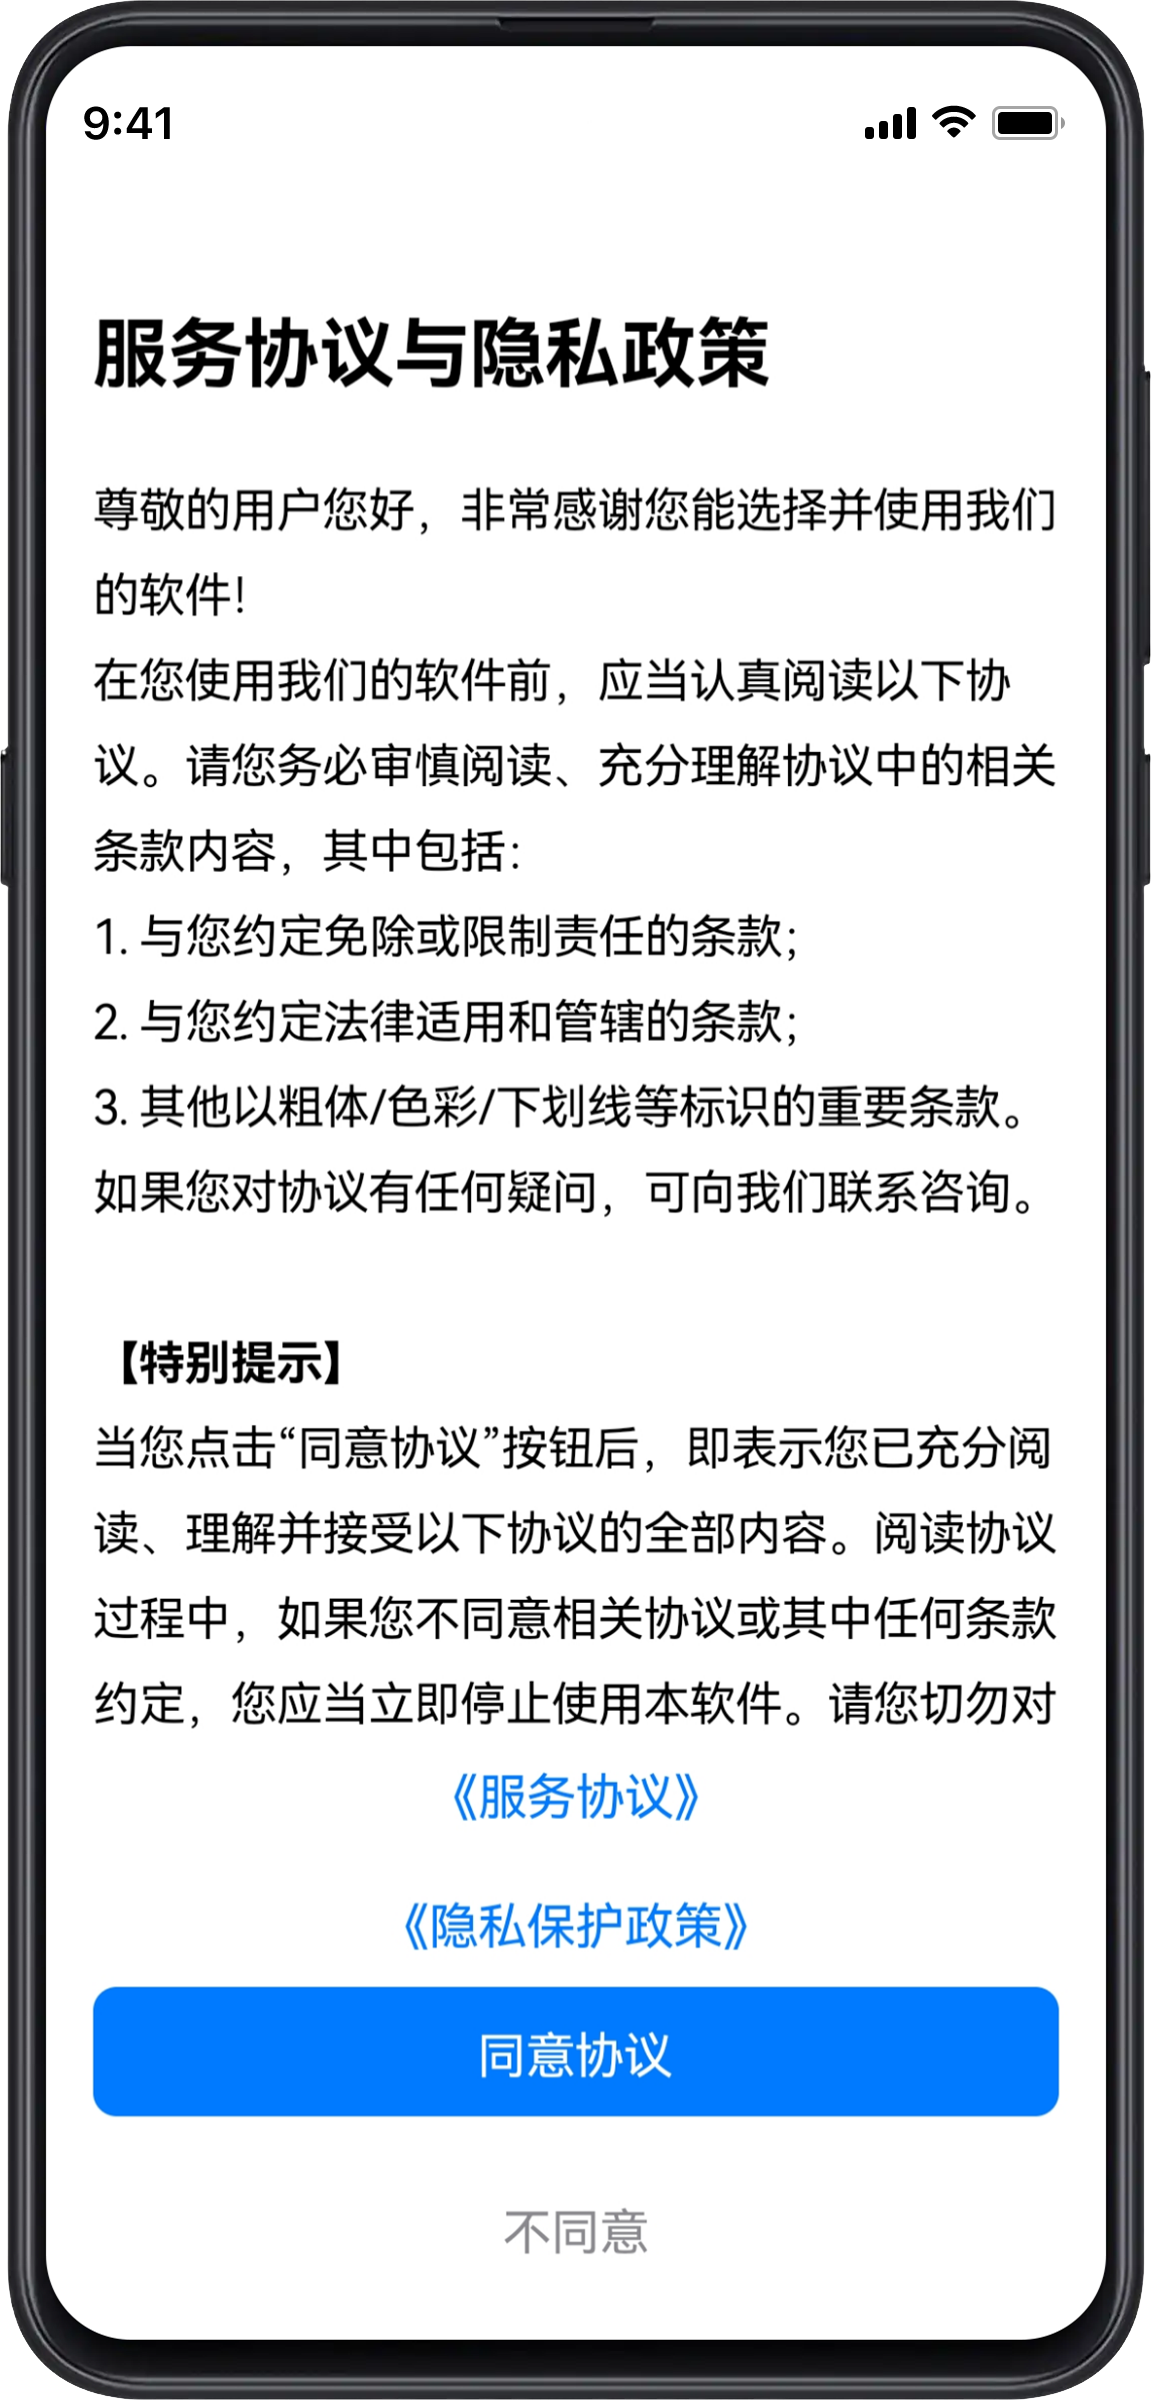 9:41
服务协议与隐私政策
尊敬的用户您好，非常感谢您能选择并使用我们
的软件！
在您使用我们的软件前，应当认真阅读以下协
议。请您务必审慎阅读、充分理解协议中的相关
条款内容，其中包括：
1. 与您约定免除或限制责任的条款；
2. 与您约定法律适用和管辖的条款；
3. 其他以粗体/色彩/下划线等标识的重要条款。
如果您对协议有任何疑问，可向我们联系咨询。
【特别提示】
当您点击“同意协议”按钮后，即表示您已充分阅
读、理解并接受以下协议的全部内容。阅读协议
过程中，如果您不同意相关协议或其中任何条款
约定，您应当立即停止使用本软件。请您切勿对
《服务协议》
《隐私保护政策》
同意协议
不同意